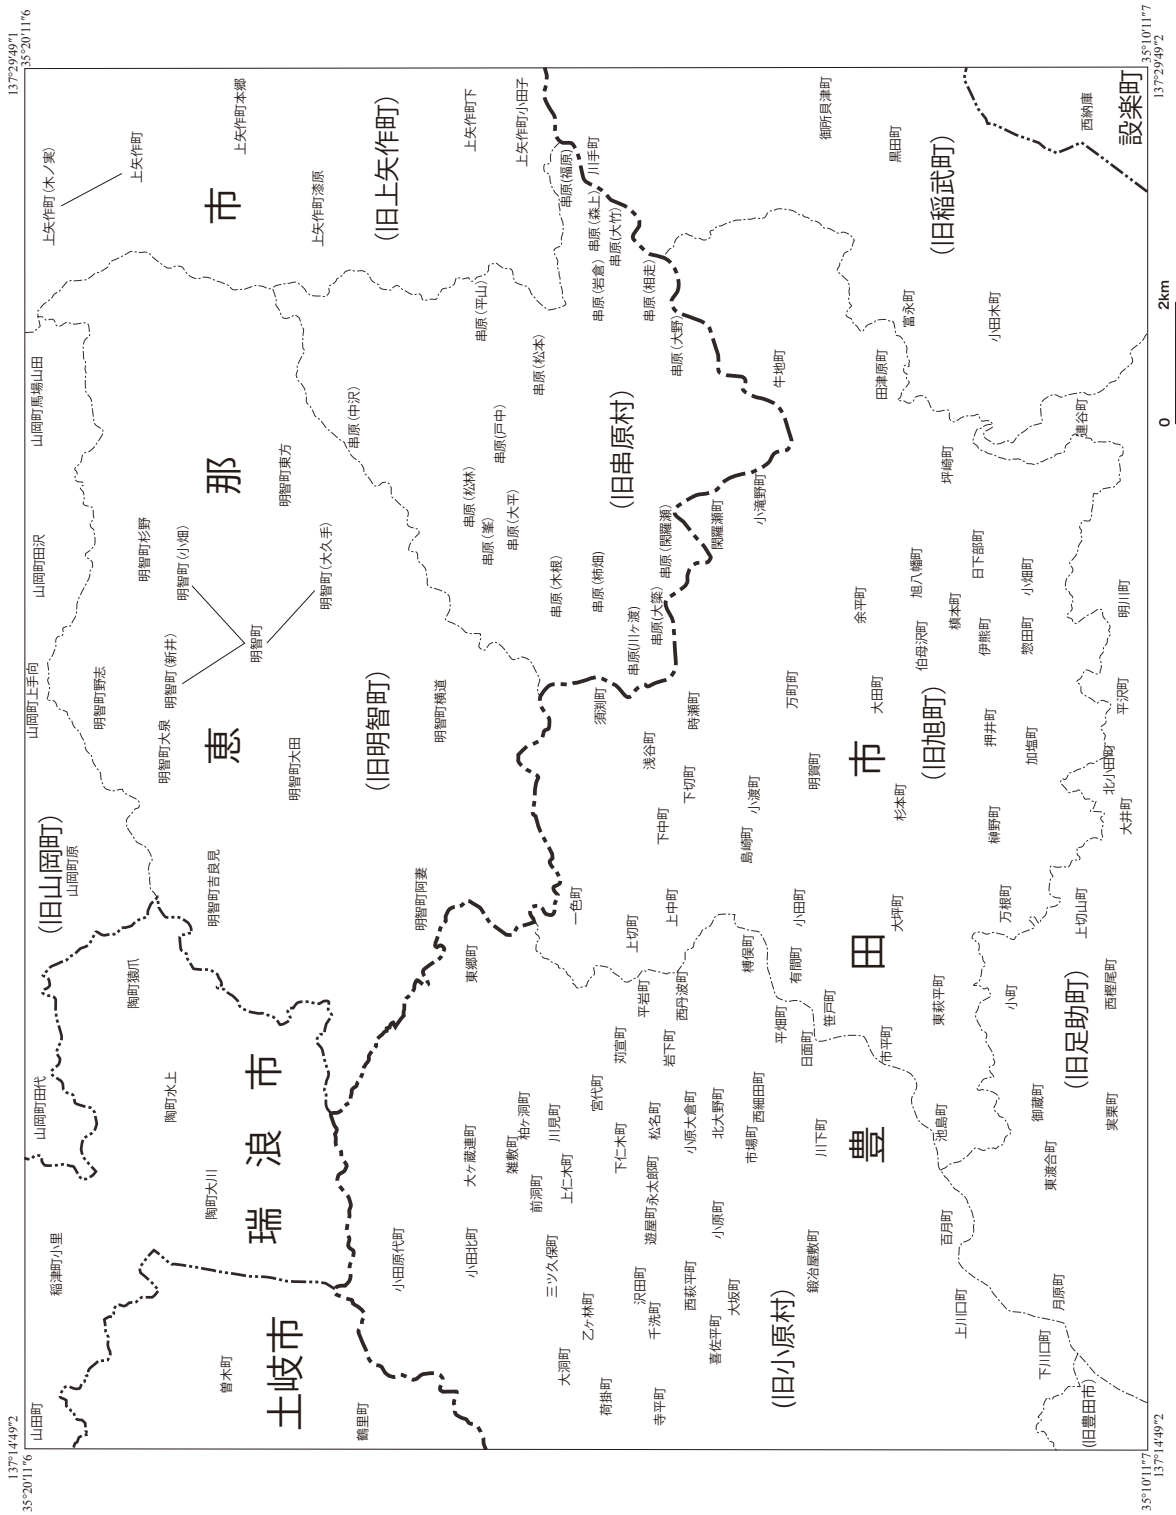 137°14′49″2
35°20′11″6
137°29′49″1
35°20′11″6
山田町
稲津町小里
山岡町田代
(旧山岡町)
山岡町原
山岡町上手向
山岡町田沢
山岡町馬場山田
上矢作町(木ノ実)
上矢作町
明智町野志
明智町杉野
陶町猿爪
陶町水上
明智町大泉
明智町(新井)
明智町(小畑)
曽木町
陶町大川
明智町吉良見
恵
那
市
上矢作町本郷
明智町
土岐市
瑞
浪
市
明智町大田
明智町東方
明智町(大久手)
上矢作町漆原
鶴里町
小田原代町
(旧明智町)
串原(中沢)
(旧上矢作町)
明智町阿妻
明智町横道
小田北町
大ヶ蔵連町
東郷町
串原(松林)
串原(峯)
串原(平山)
上矢作町下
雑敷町
柏ヶ洞町
串原(大平)
串原(戸中)
上矢作町小田子
前洞町
川見町
三ツ久保町
串原(木根)
串原(松本)
大洞町
上仁木町
一色町
串原(福原)
乙ヶ林町
宮代町
須渕町
串原(柿畑)
串原(岩倉)
串原(森上)
川手町
荷掛町
下仁木町
苅宣町
上切町
串原(川ヶ渡)
(旧串原村)
串原(大竹)
沢田町
平岩町
浅谷町
串原(大簗)
串原(閑羅瀬)
串原(相走)
寺平町
千洗町
遊屋町
永太郎町
松名町
岩下町
上中町
下中町
西丹波町
串原(大野)
西萩平町
小原大倉町
下切町
時瀬町
喜佐平町
小原町
北大野町
閑羅瀬町
大坂町
市場町
西細田町
榑俣町
島崎町
小渡町
小滝野町
(旧小原村)
平畑町
牛地町
鍛冶屋敷町
川下町
日面町
有間町
小田町
明賀町
万町町
笹戸町
御所貝津町
豊
田
市
余平町
市平町
大田町
田津原町
大坪町
杉本町
旭八幡町
富永町
黒田町
池島町
東萩平町
(旧旭町)
伯母沢町
(旧稲武町)
百月町
坪崎町
上川口町
槙本町
榊野町
押井町
伊熊町
日下部町
小田木町
小町
万根町
下川口町
月原町
東渡合町
御蔵町
加塩町
惣田町
小畑町
(旧足助町)
上切山町
連谷町
西納庫
(旧豊田市)
実栗町
西樫尾町
大井町
北小田町
平沢町
明川町
設楽町
137°14′49″2
35°10′11″7
0
2km
137°29′49″2
35°10′11″7